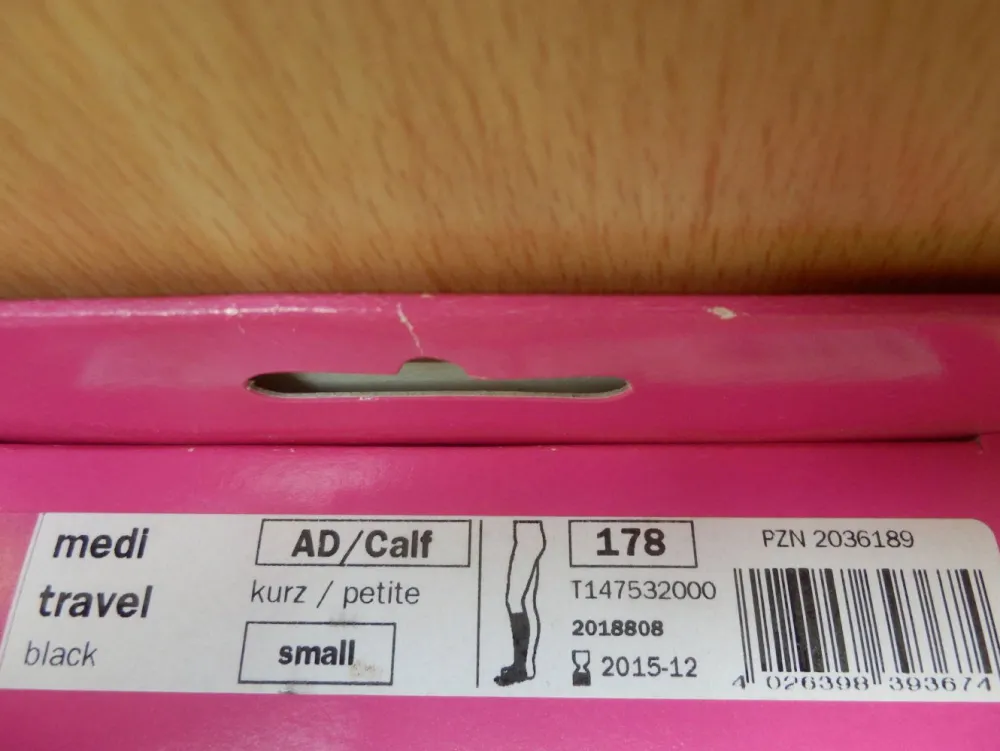 medi
travel
black
AD/Calf
kurz / petite
small
178
T147532000
2018808
2015-12
PZN 2036189
4 026398 393674